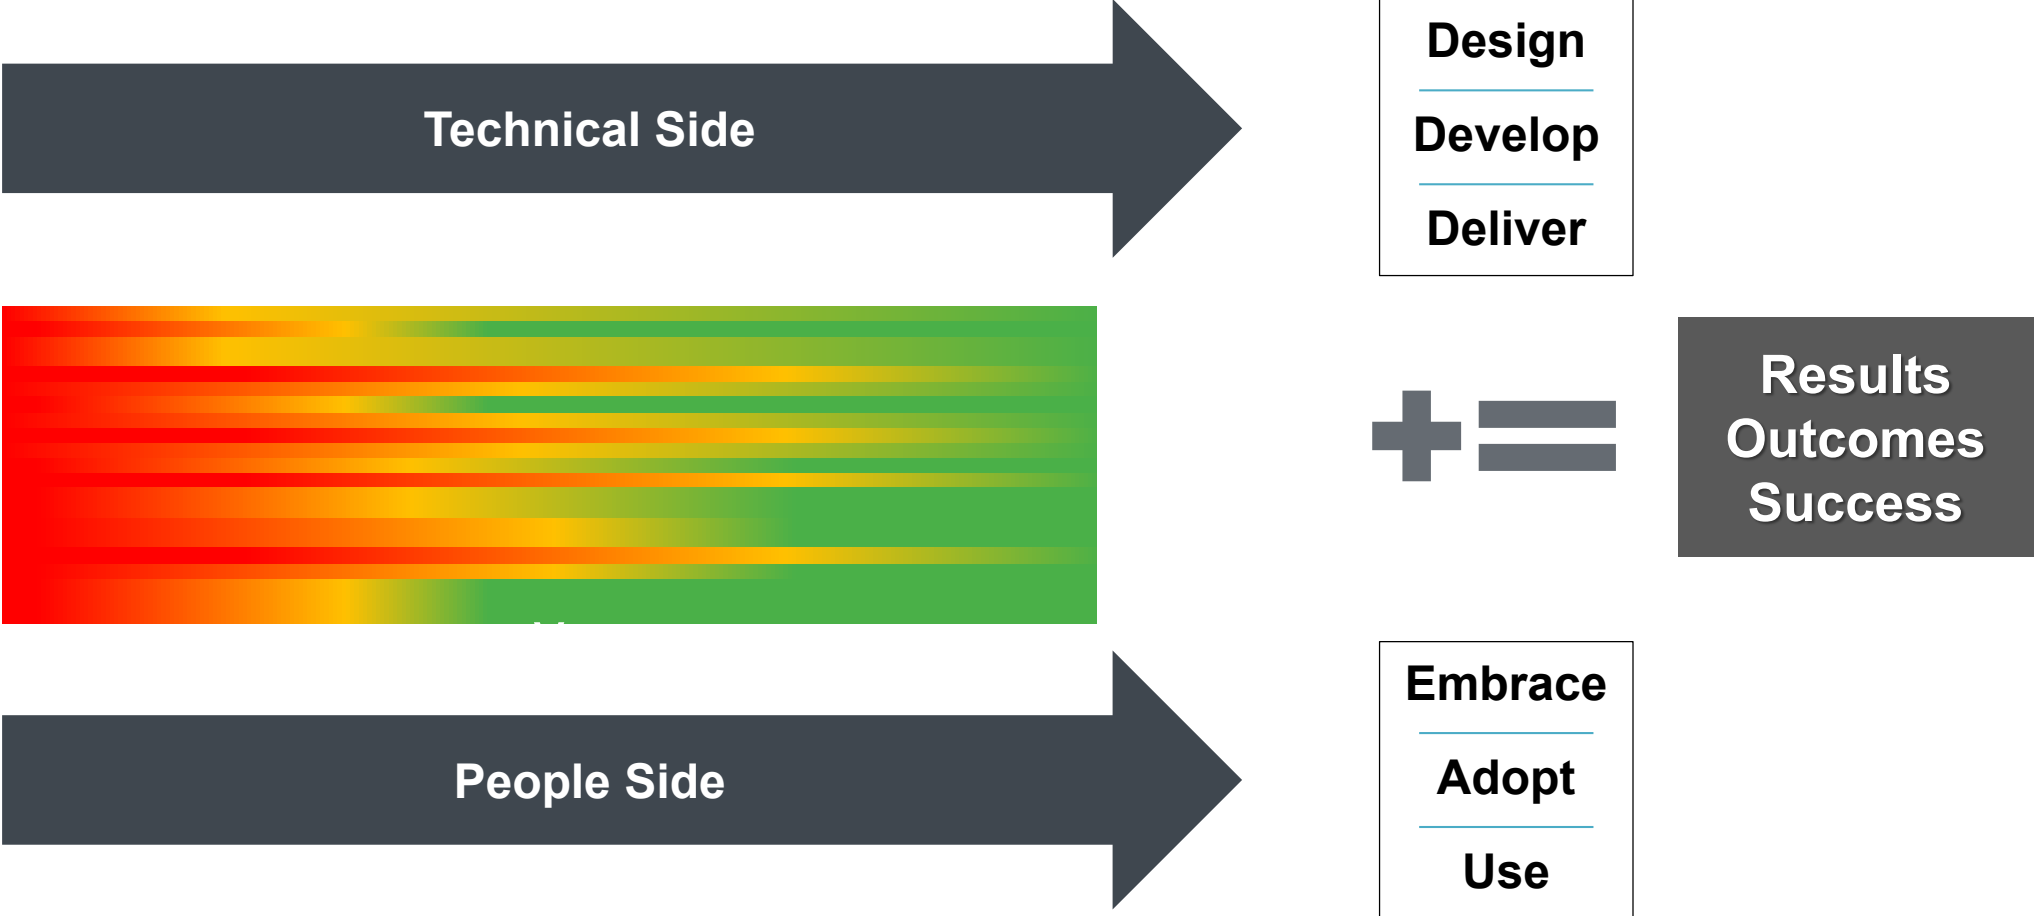 Technical Side
Design
Develop
Deliver
Results
Outcomes
Success
People Side
Embrace
Adopt
Use